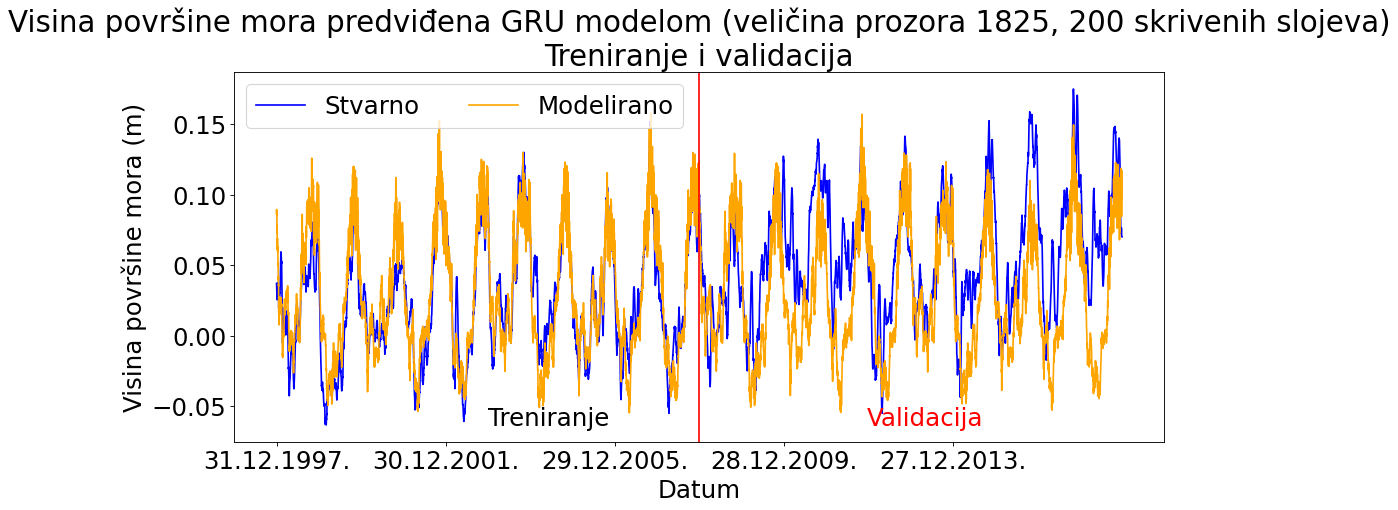 Visina površine mora predviđena GRU modelom (veličina prozora 1825, 200 skrivenih slojeva)
Treniranje i validacija
Stvarno
Modelirano
Visina površine mora (m)
0.15
0.10
0.05
0.00
−0.05
Treniranje
Validacija
31.12.1997.
30.12.2001.
29.12.2005.
28.12.2009.
27.12.2013.
Datum